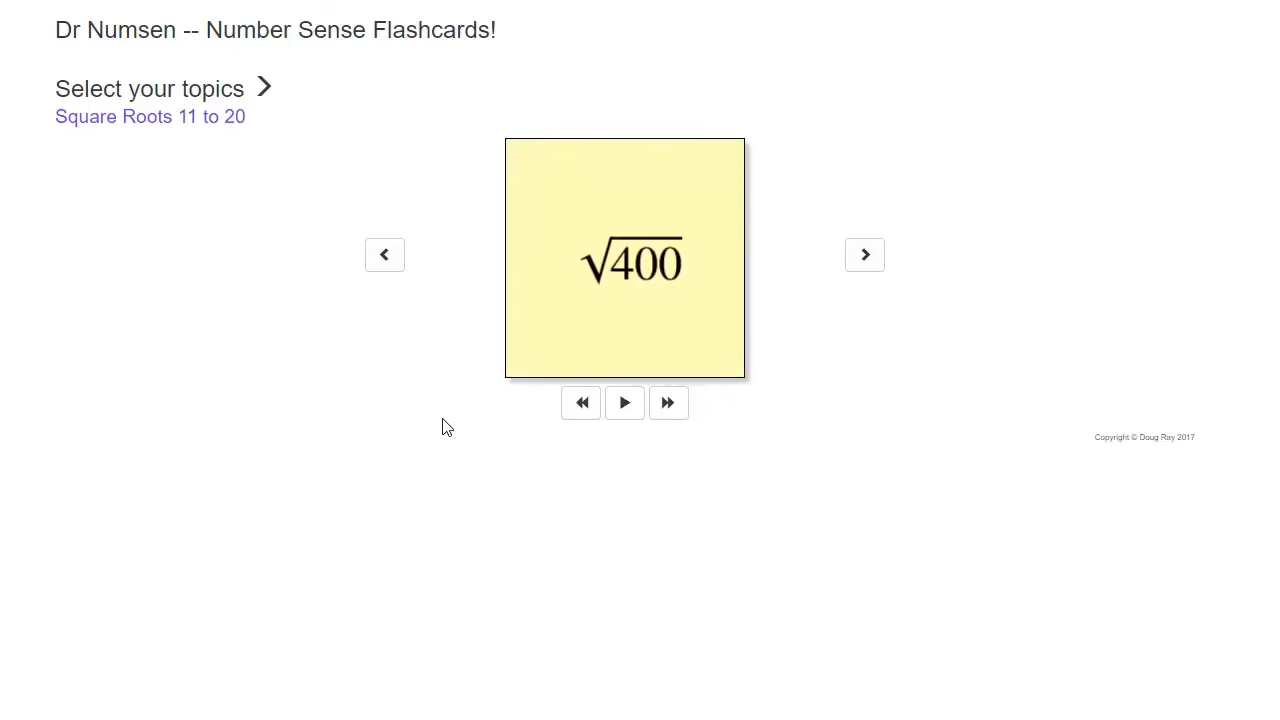 Dr Numsen -- Number Sense Flashcards!
Select your topics
Square Roots 11 to 20
√400
Copyright © Doug Ray 2017